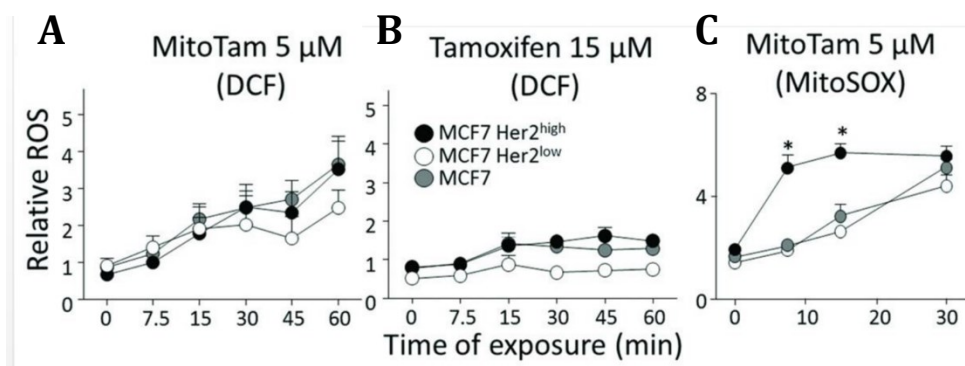 A
MitoTam 5 µM
(DCF)
Relative ROS
5
4
3
2
1
0
0 7.5 15 30 45 60
B
Tamoxifen 15 µM
(DCF)
MCF7 Her2high
MCF7 Her2low
MCF7
5
4
3
2
1
0
0 7.5 15 30 45 60
Time of exposure (min)
C
MitoTam 5 µM
(MitoSOX)
8
4
0
* *
0 10 20 30